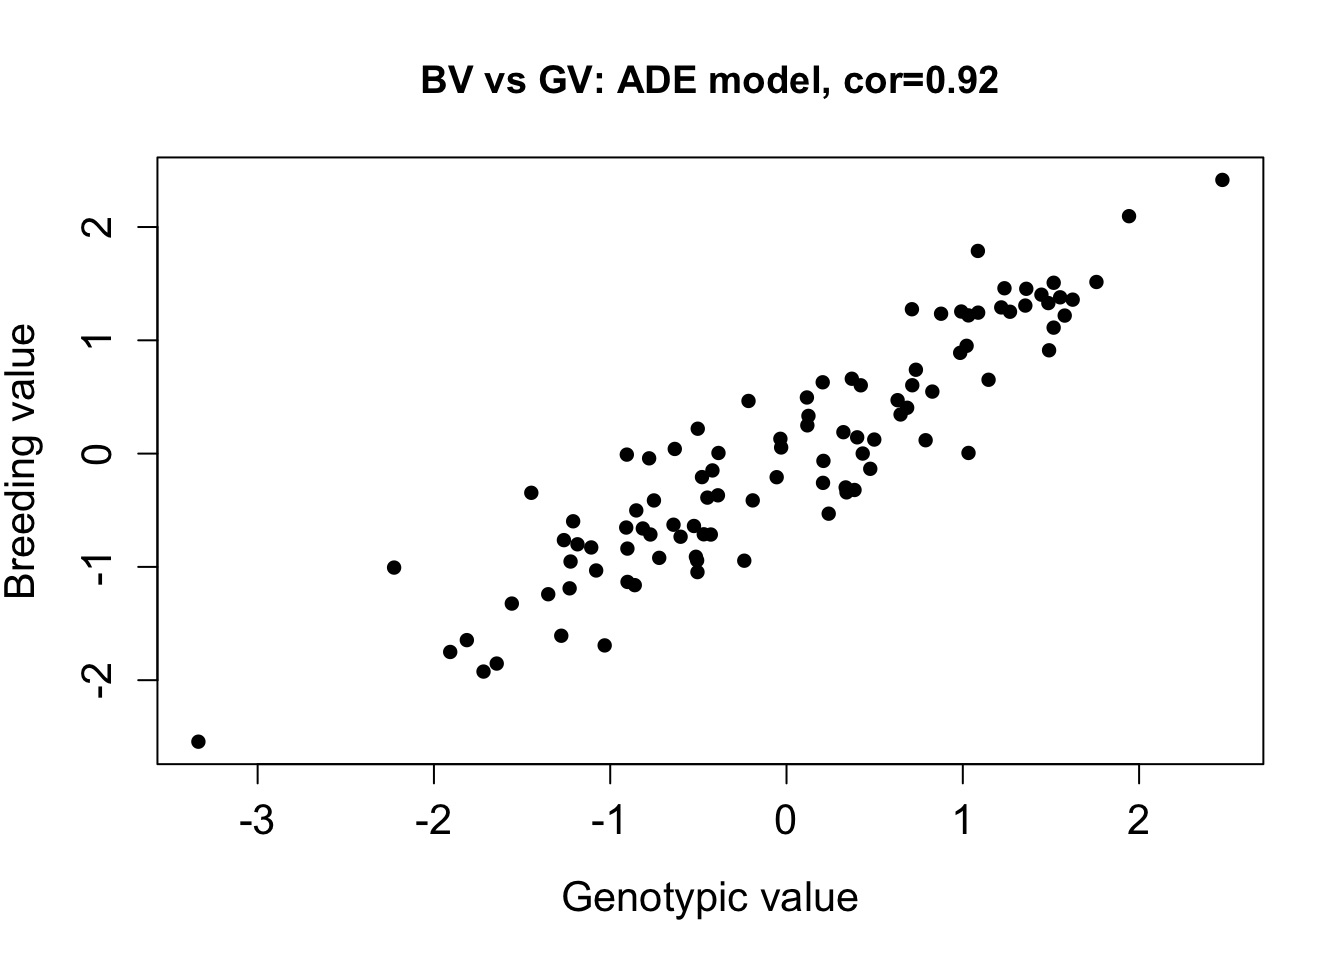 BV vs GV: ADE model, cor=0.92
Breeding value
2
1
0
-1
-2
-3 -2 -1 0 1 2
Genotypic value